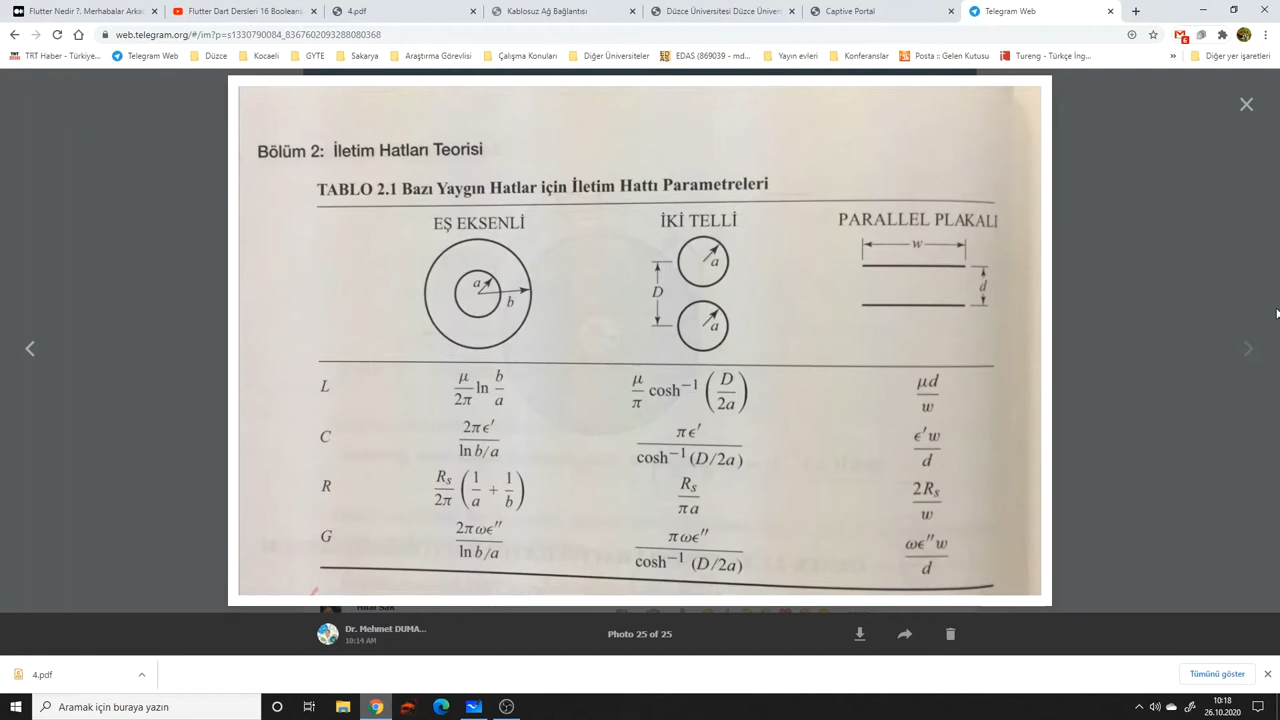 Flutter Nedir ?. Merhabalar Arka
Flutter Dart Dersleri 16 Booleans
4.pdf
Kablosuz Ağ Bağlantısı
Düzce Üniversitesi Düzce Üniver
Captive Portal
Telegram Web
web.telegram.org/#/im?p=s1330790084_8367602093288080368
TRT Haber - Türkiye...
Telegram Web
Düzce
Kocaeli
GYTE
Sakarya
Araştırma Görevlisi
Çalışma Konuları
Diğer Üniversiteler
EDAS (869039 - md...
Yayın evleri
Konferanslar
Posta :: Gelen Kutusu
Tureng - Türkçe İng...
Diğer yer işaretleri
Bölüm 2: İletim Hatları Teorisi
TABLO 2.1 Bazı Yaygın Hatlar için İletim Hattı Parametreleri
EŞ EKSENLİ
İKİ TELLİ
PARALLEL PLAKALI
a
b
D
a
a
w
d
L
μ/2π ln b/a
μ/π cosh⁻¹ (D/2a)
μd/w
C
2πϵ′/ln b/a
πϵ′/cosh⁻¹ (D/2a)
ϵ′w/d
R
Rs/2π (1/a + 1/b)
Rs/πa
2Rs/w
G
2πωϵ″/ln b/a
πωϵ″/cosh⁻¹ (D/2a)
ωϵ″w/d
Hilal Sak
Dr. Mehmet DUMA...
10:14 AM
Photo 25 of 25
4.pdf
Tümünü göster
Aramak için buraya yazın
10:18
26.10.2020